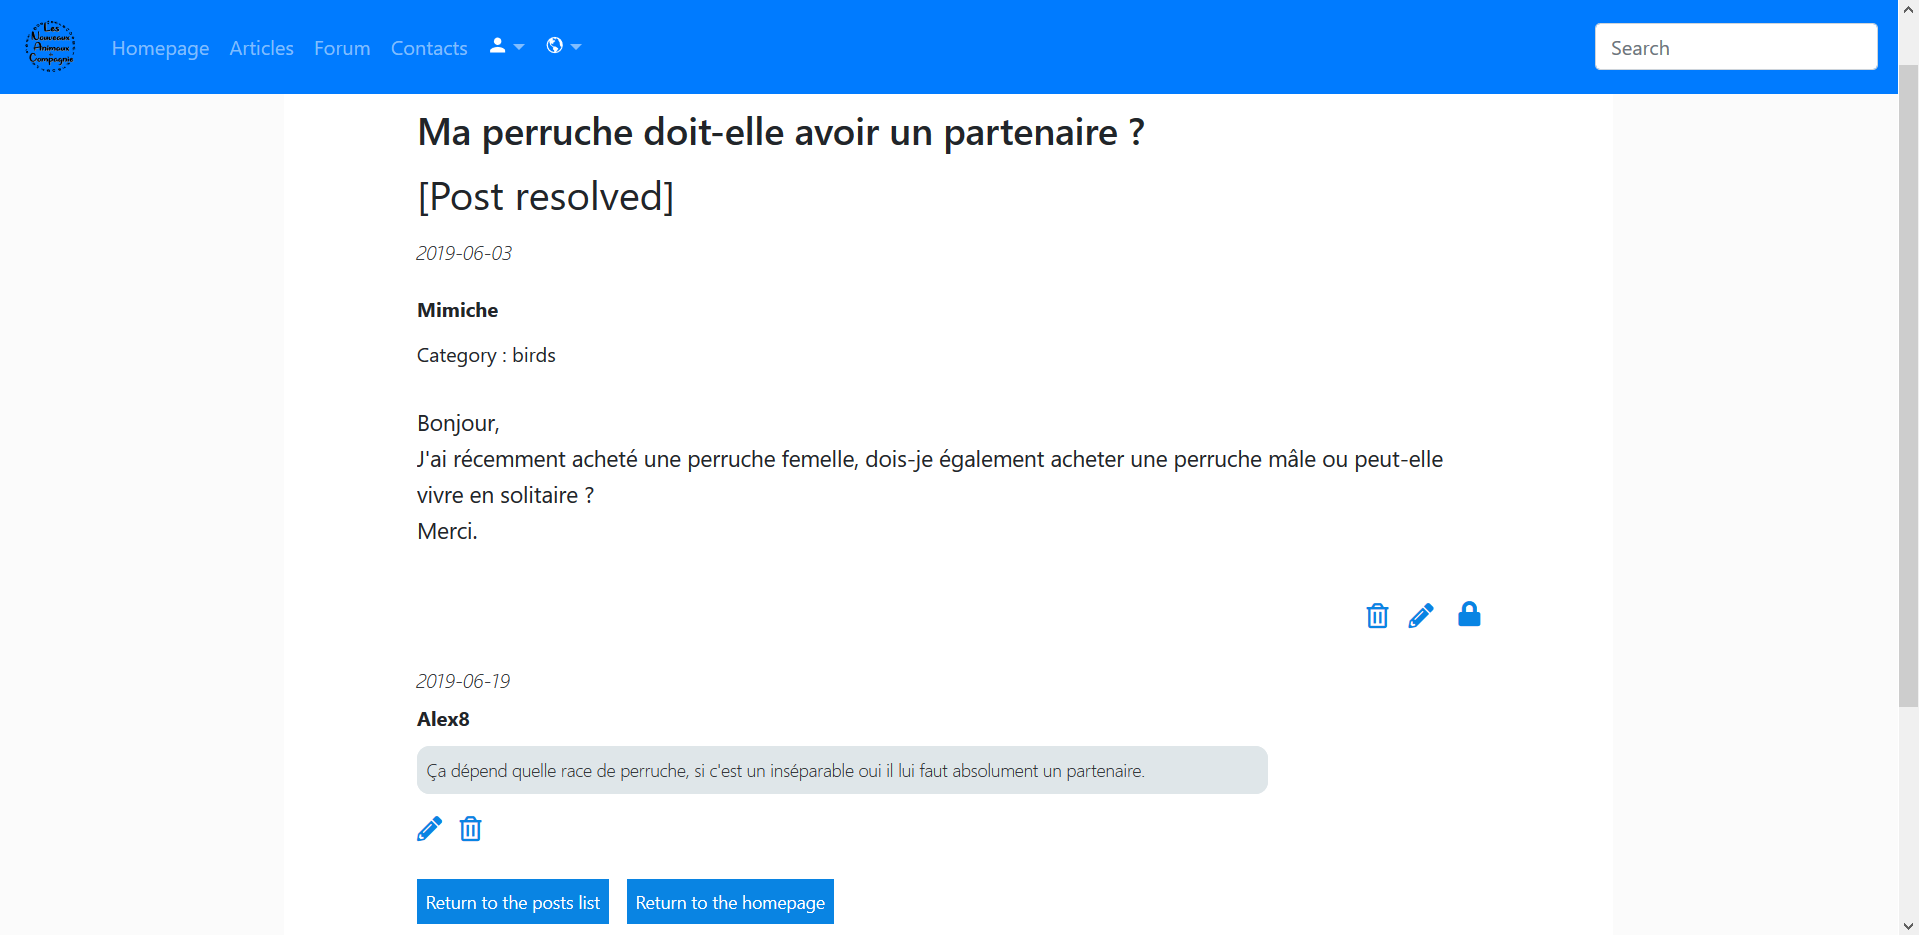 Les
Nouveaux
Animaux
de
Compagnie
Homepage Articles Forum Contacts
Search
Ma perruche doit-elle avoir un partenaire ?
[Post resolved]
2019-06-03
Mimiche
Category : birds
Bonjour,
J'ai récemment acheté une perruche femelle, dois-je également acheter une perruche mâle ou peut-elle
vivre en solitaire ?
Merci.
2019-06-19
Alex8
Ça dépend quelle race de perruche, si c'est un inséparable oui il lui faut absolument un partenaire.
Return to the posts list Return to the homepage